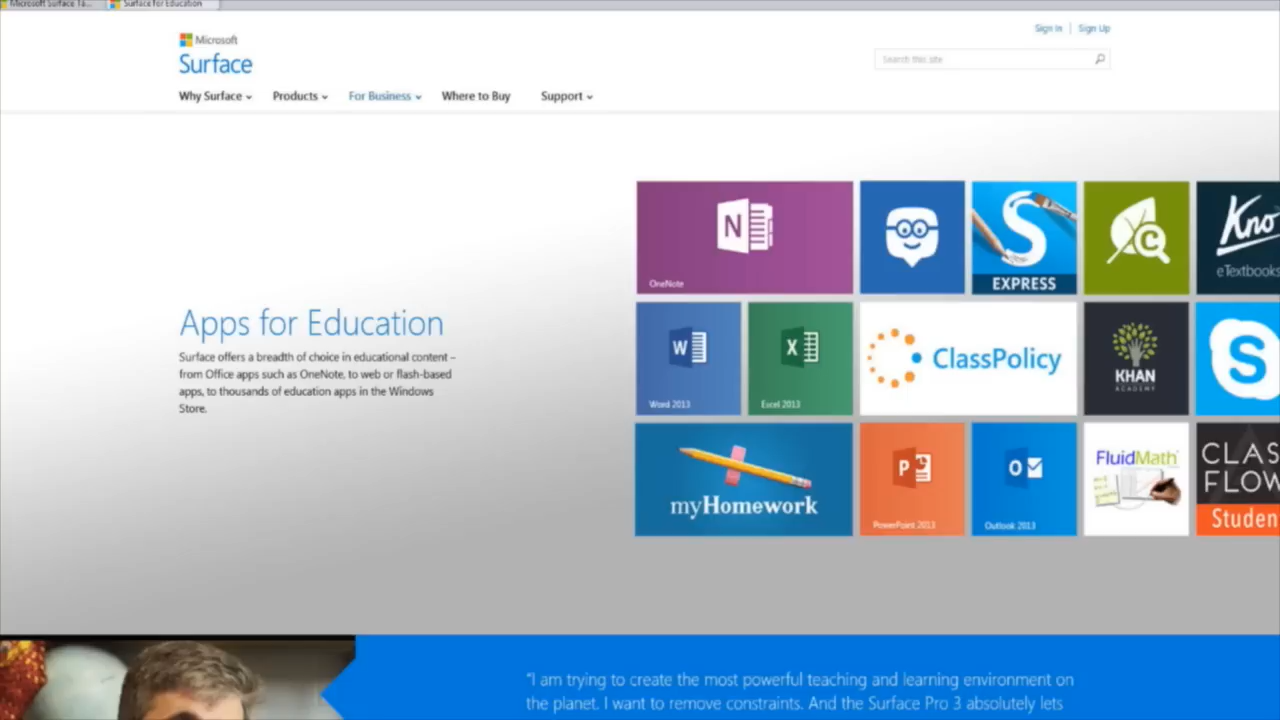 Microsoft Surface Ta...
Surface for Education
Microsoft
Surface
Sign In | Sign Up
Search this site
Why Surface
Products
For Business
Where to Buy
Support
OneNote
N
S
EXPRESS
C
Kno
eTextbooks
Apps for Education
Surface offers a breadth of choice in educational content –
from Office apps such as OneNote, to web or flash-based
apps, to thousands of education apps in the Windows
Store.
W
Word 2013
X
Excel 2013
ClassPolicy
KHAN
ACADEMY
S
myHomework
P
PowerPoint 2013
O
Outlook 2013
FluidMath
CLAS
FLOW
Studen
"I am trying to create the most powerful teaching and learning environment on
the planet. I want to remove constraints. And the Surface Pro 3 absolutely lets